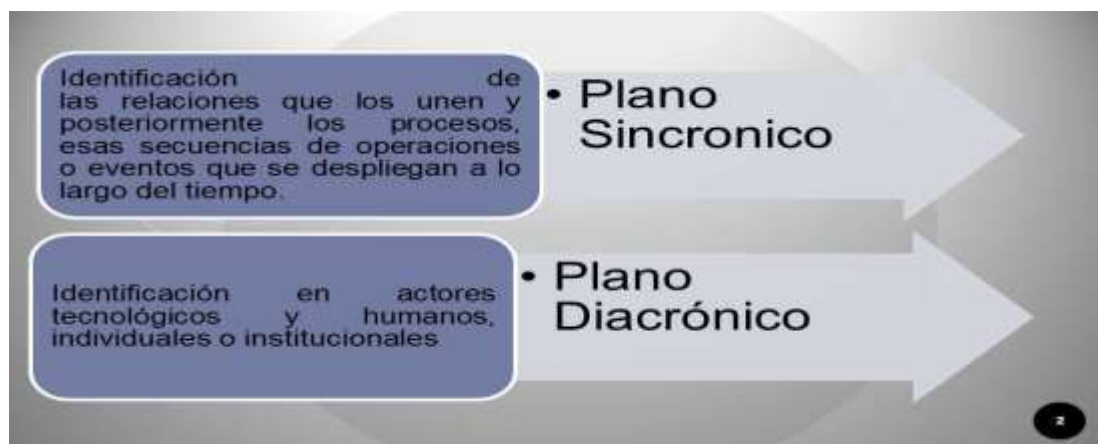 Identificación de
las relaciones que los unen y
posteriormente los procesos,
esas secuencias de operaciones
o eventos que se despliegan a lo
largo del tiempo.
• Plano
Sincronico
Identificación en actores
tecnológicos y humanos,
individuales o institucionales
• Plano
Diacrónico
2